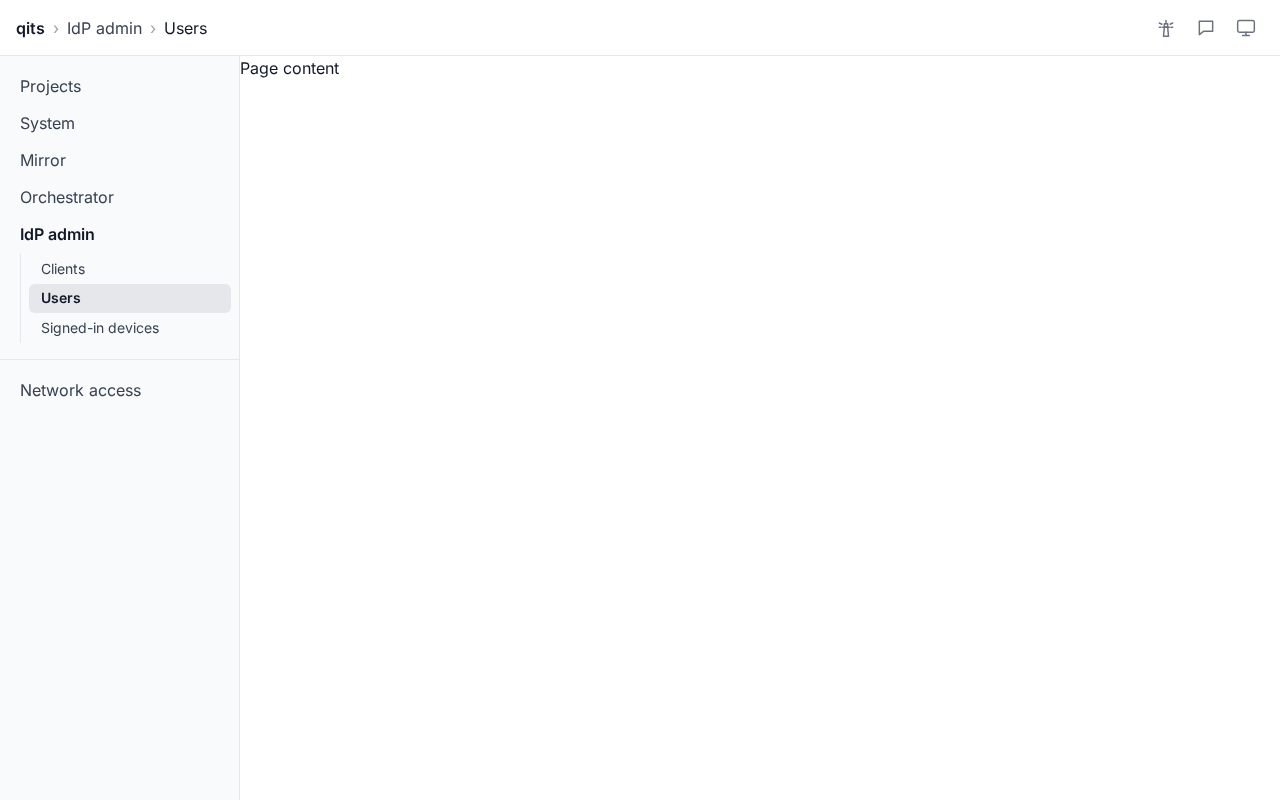 qits › IdP admin › Users
Projects
System
Mirror
Orchestrator
IdP admin
Clients
Users
Signed-in devices
Network access
Page content